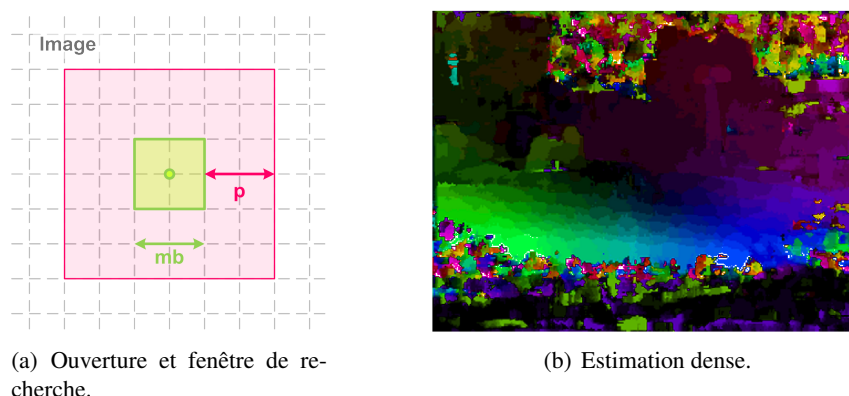 Image
p
mb
(a) Ouverture et fenêtre de re-
cherche.
(b) Estimation dense.